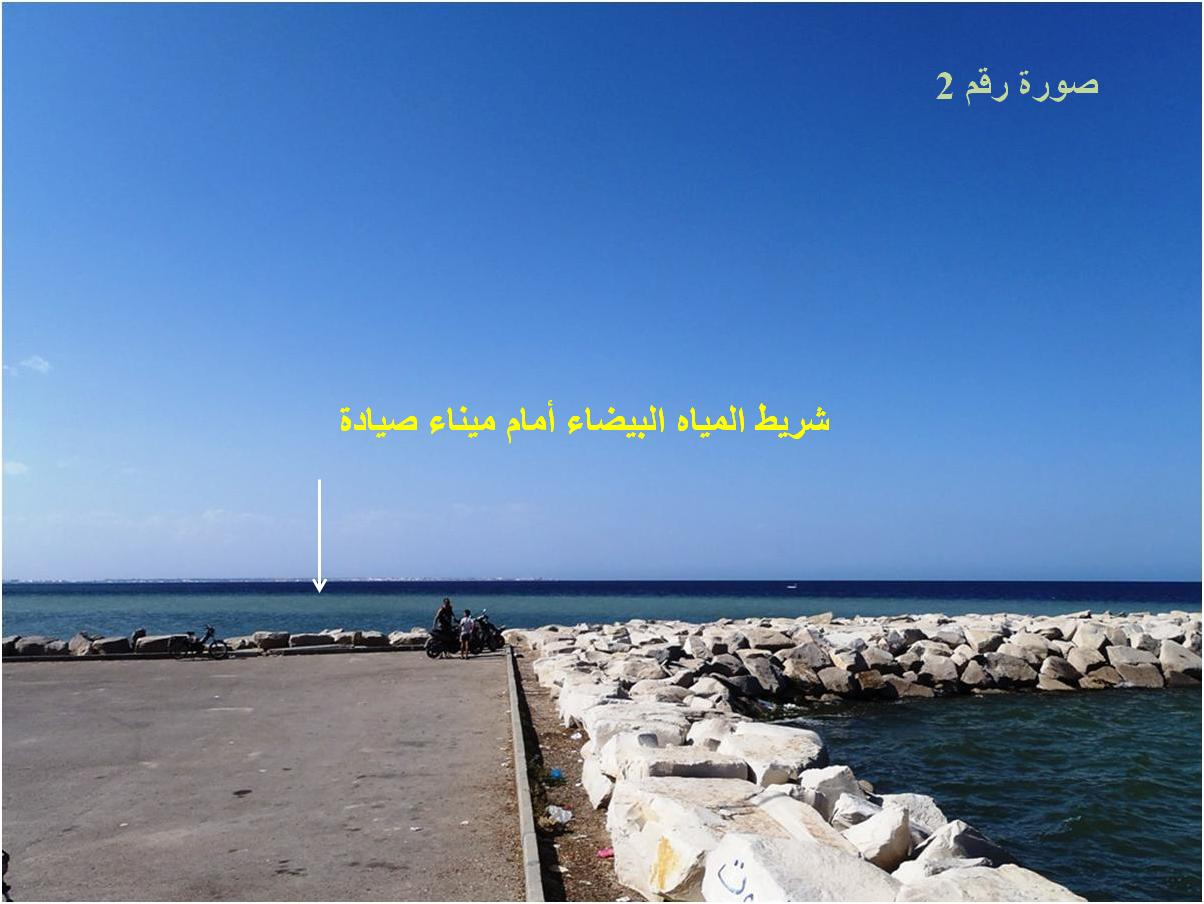 صورة رقم 2
شريط المياه البيضاء أمام ميناء صيادة